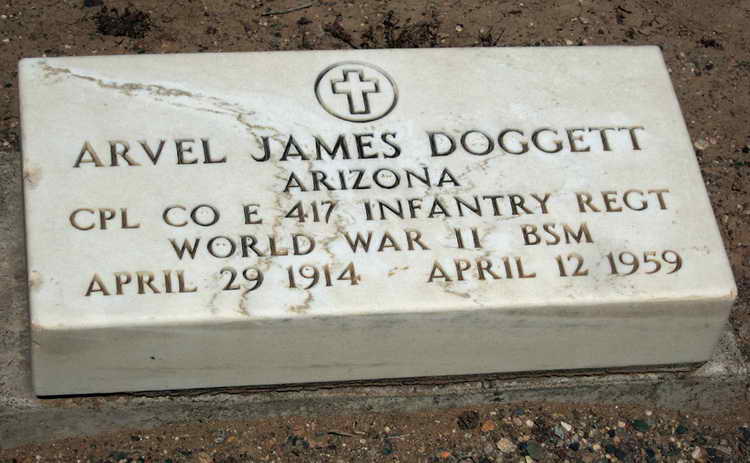 ARVEL JAMES DOGGETT
ARIZONA
CPL CO E 417 INFANTRY REGT
WORLD WAR II BSM
APRIL 29 1914 APRIL 12 1959